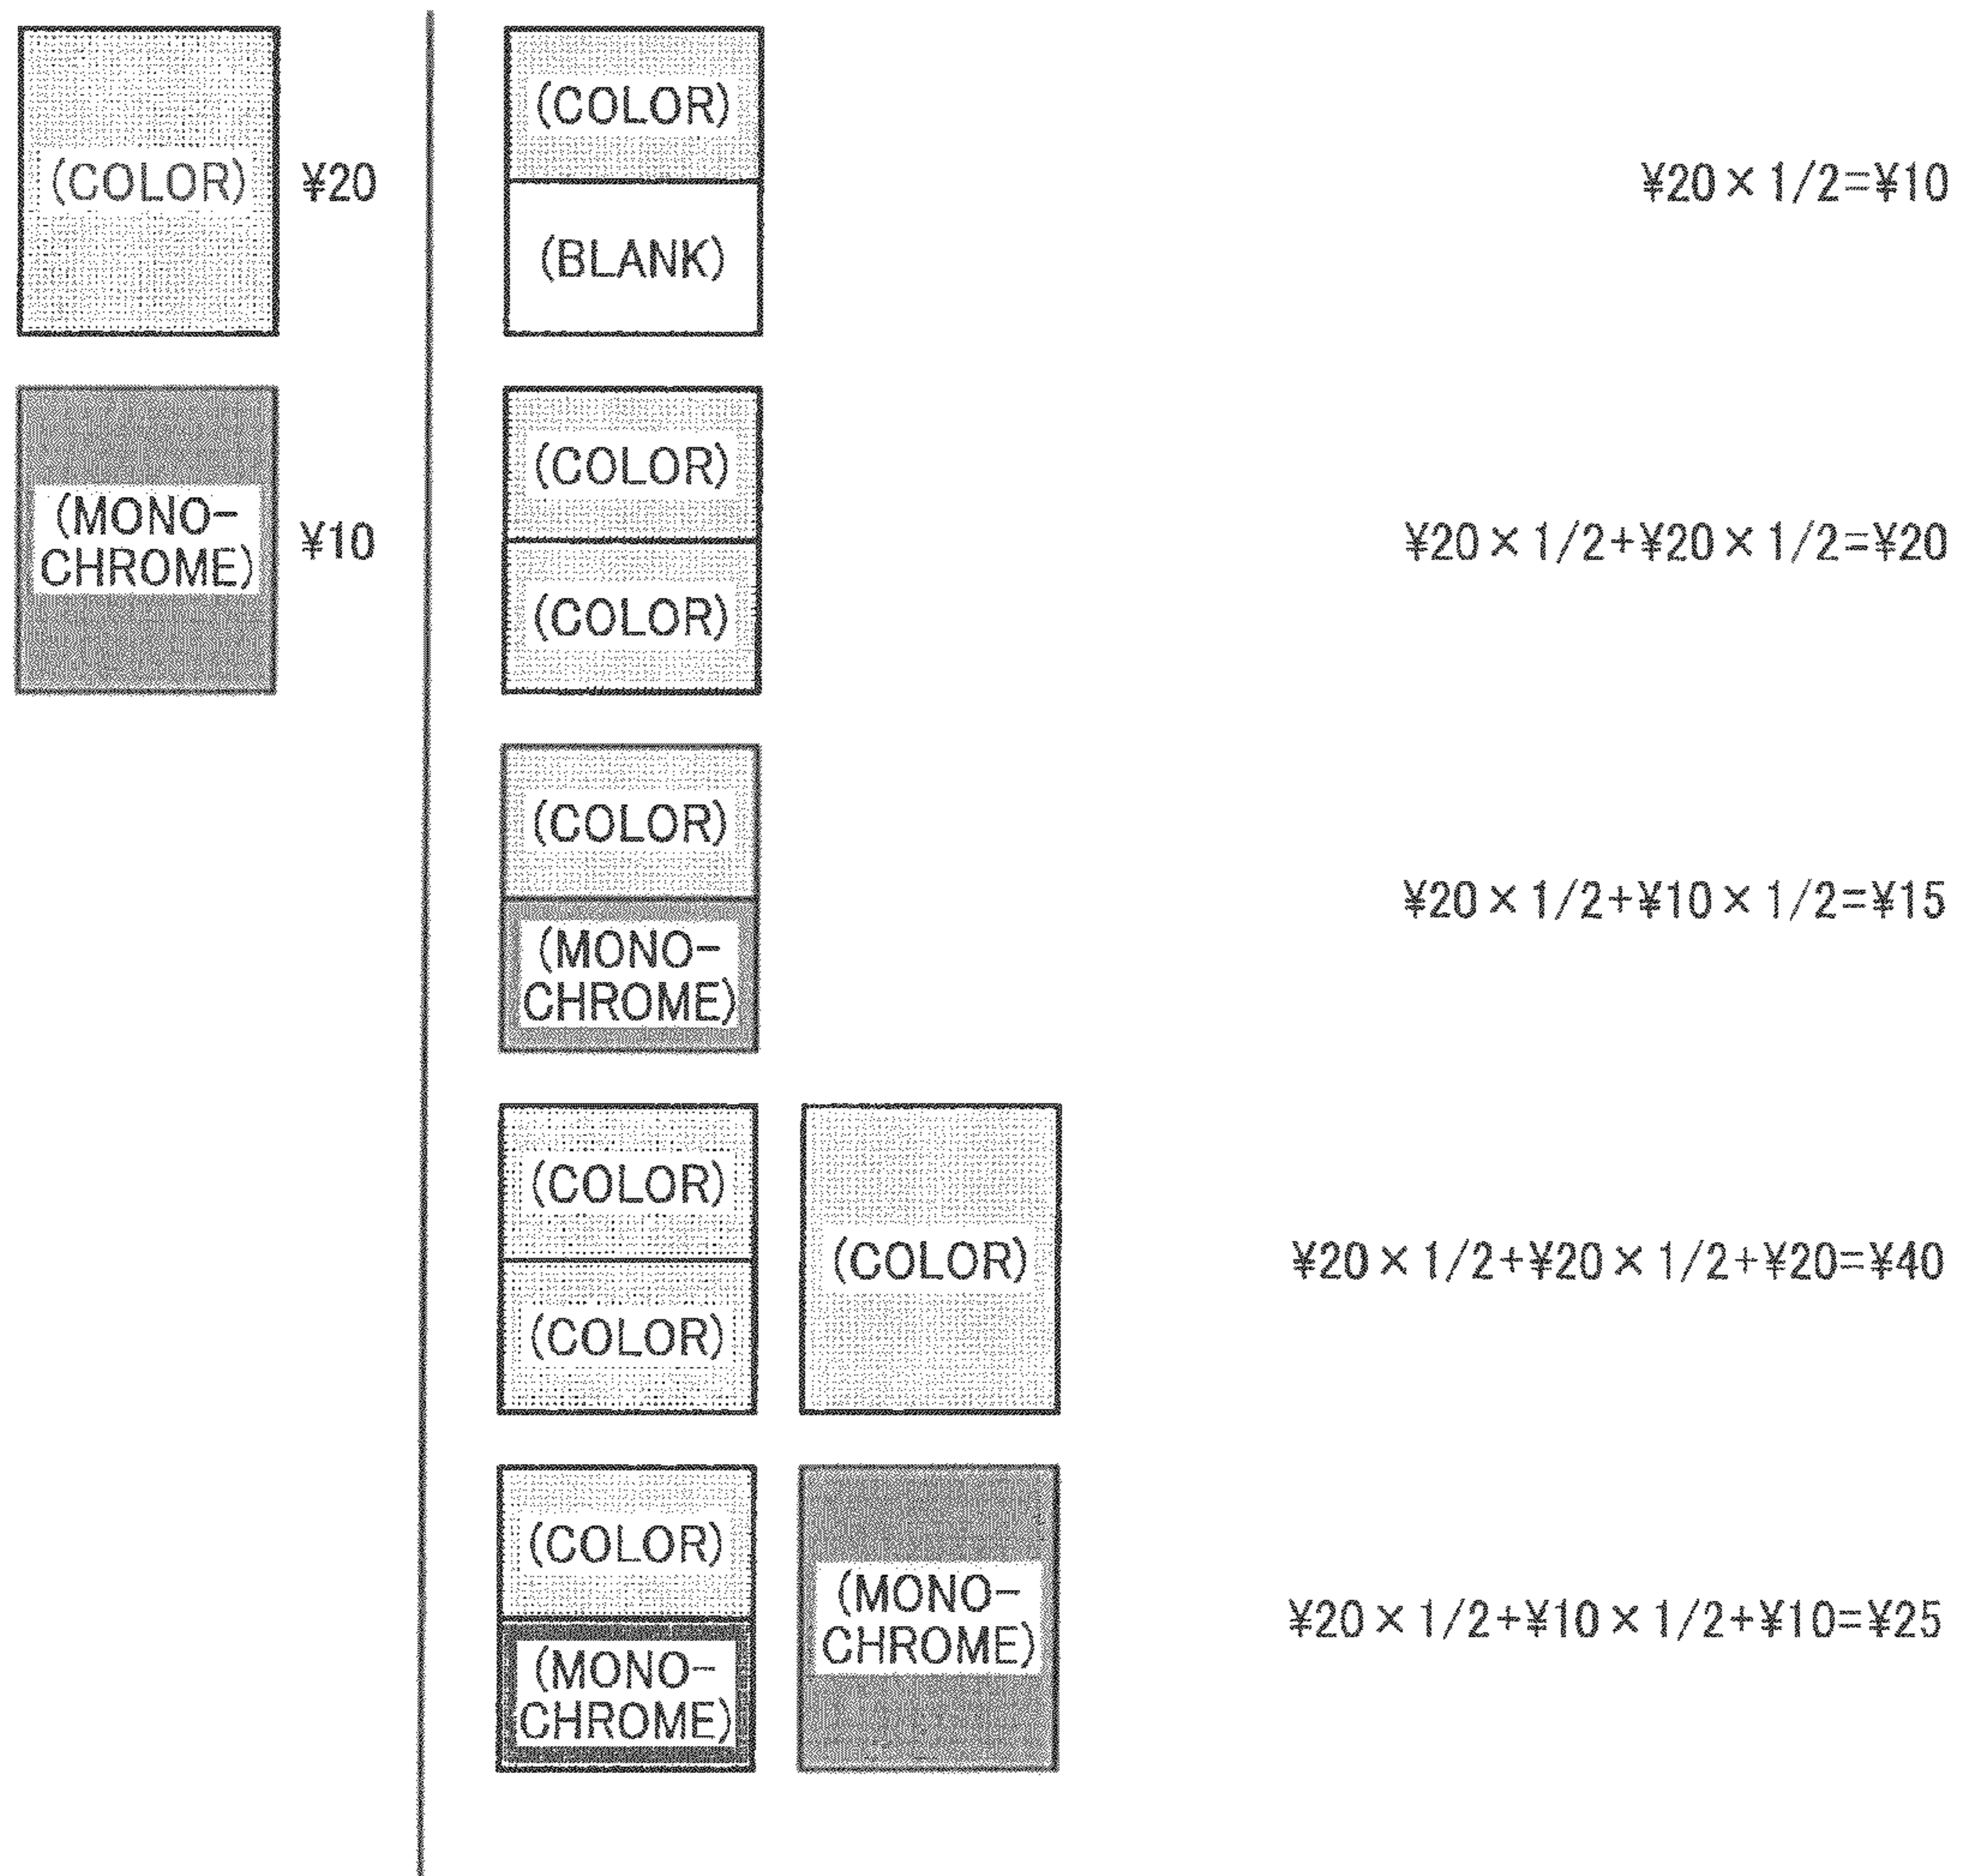 (COLOR)
¥20
(MONO-
CHROME)
¥10
(COLOR)
(BLANK)
¥20×1/2=¥10
(COLOR)
(COLOR)
¥20×1/2+¥20×1/2=¥20
(COLOR)
(MONO-
CHROME)
¥20×1/2+¥10×1/2=¥15
(COLOR)
(COLOR)
(COLOR)
¥20×1/2+¥20×1/2+¥20=¥40
(COLOR)
(MONO-
CHROME)
(MONO-
CHROME)
¥20×1/2+¥10×1/2+¥10=¥25